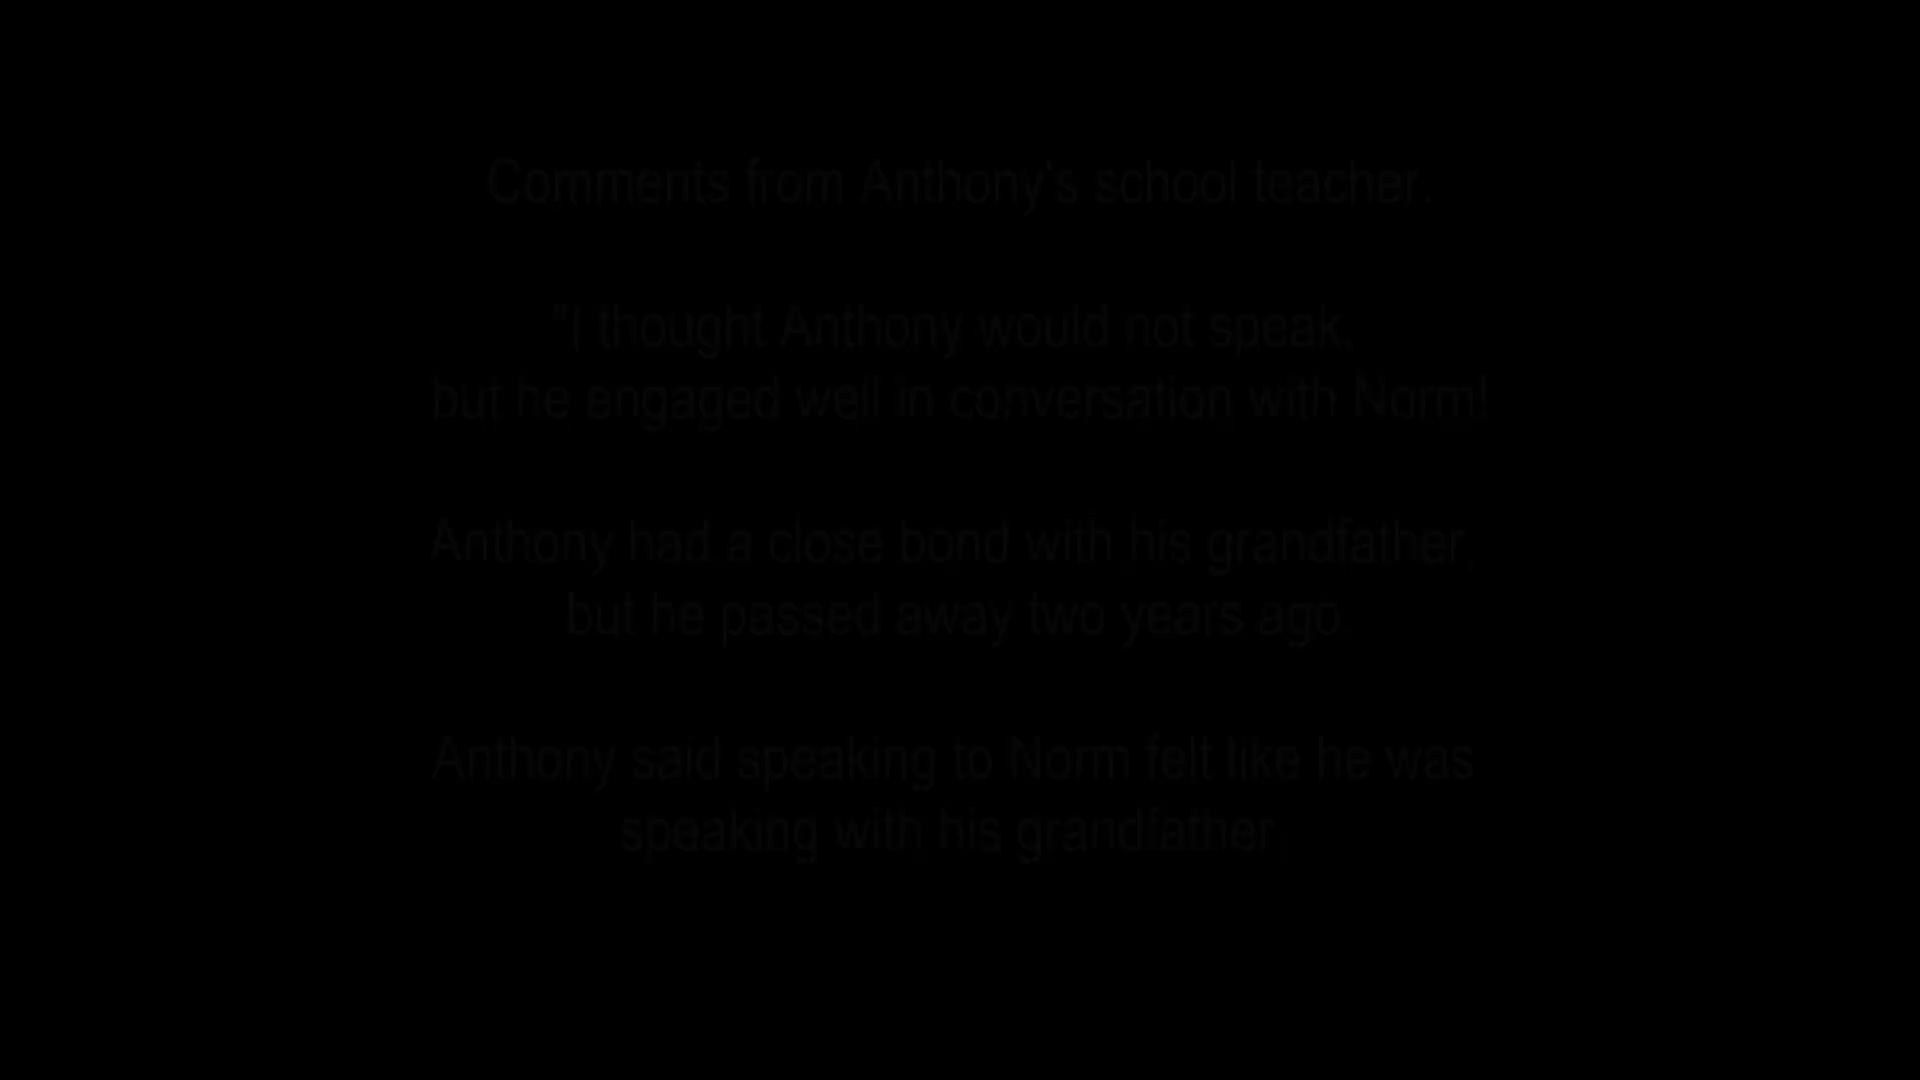 Comments from Anthony's school teacher.
"I thought Anthony would not speak,
but he engaged well in conversation with Norm!
Anthony had a close bond with his grandfather,
but he passed away two years ago.
Anthony said speaking to Norm felt like he was
speaking with his grandfather.